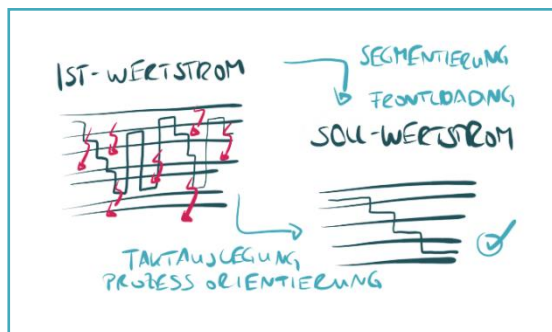 IST-WERTSTROM
SEGMENTIERUNG
FRONTLOADING
SOLL-WERTSTROM
TAKTAUSLEGUNG
PROZESS ORIENTIERUNG